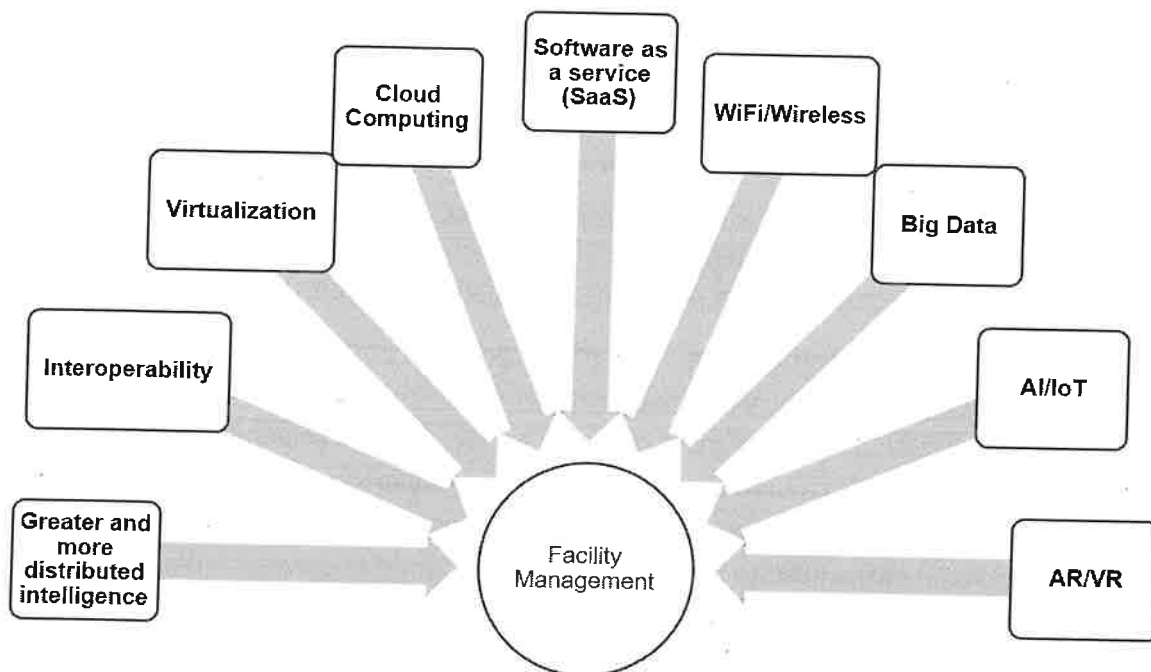 Software as
a service
(SaaS)
Cloud
Computing
WiFi/Wireless
Virtualization
Big Data
Interoperability
AI/IoT
Greater and
more
distributed
intelligence
Facility
Management
AR/VR